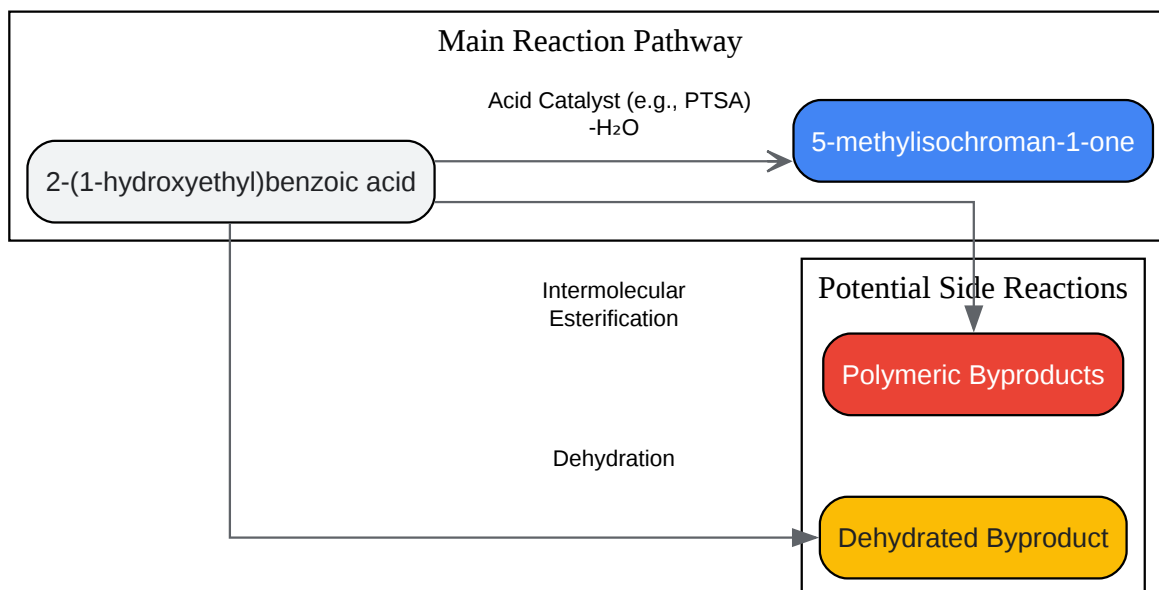 Main Reaction Pathway
Acid Catalyst (e.g., PTSA)
-H₂O
5-methylisochroman-1-one
2-(1-hydroxyethyl)benzoic acid
Intermolecular
Esterification
Potential Side Reactions
Polymeric Byproducts
Dehydration
Dehydrated Byproduct